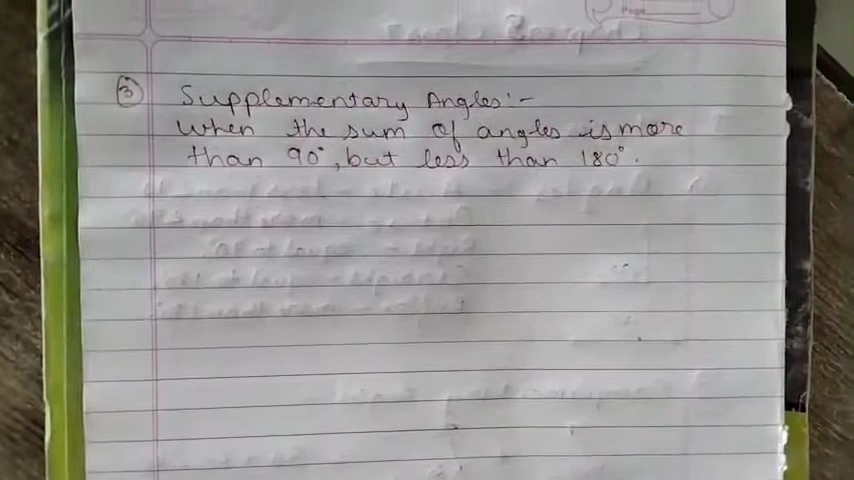 ③ Supplementary Angles:-
When the sum of angles is more
than 90°, but less than 180°.